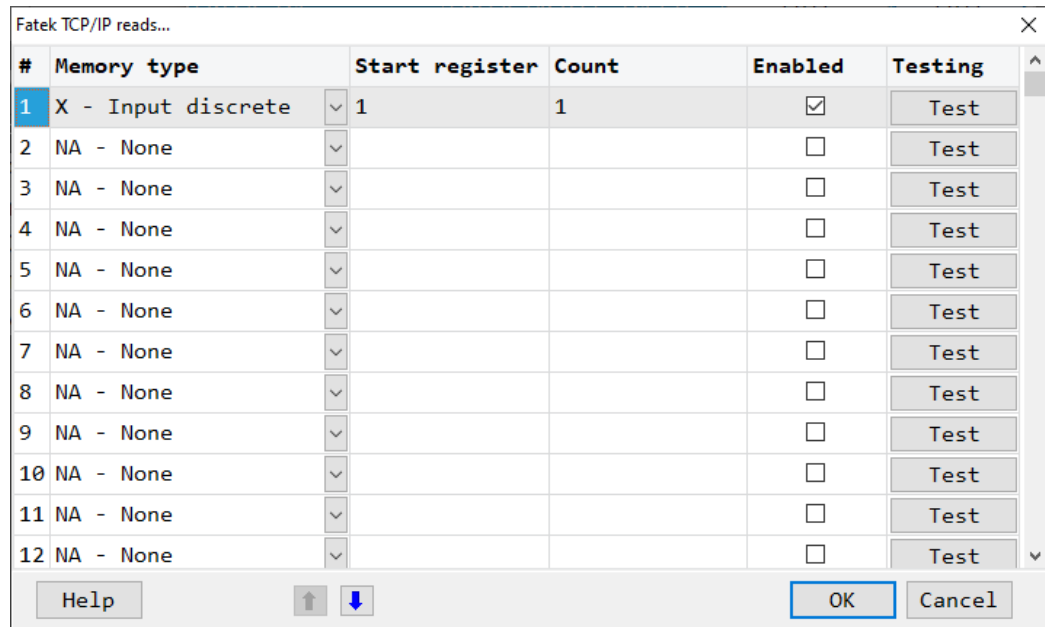 Fatek TCP/IP reads...
# Memory type Start register Count Enabled Testing
1 X - Input discrete 1 1 Test
2 NA - None Test
3 NA - None Test
4 NA - None Test
5 NA - None Test
6 NA - None Test
7 NA - None Test
8 NA - None Test
9 NA - None Test
10 NA - None Test
11 NA - None Test
12 NA - None Test
Help OK Cancel